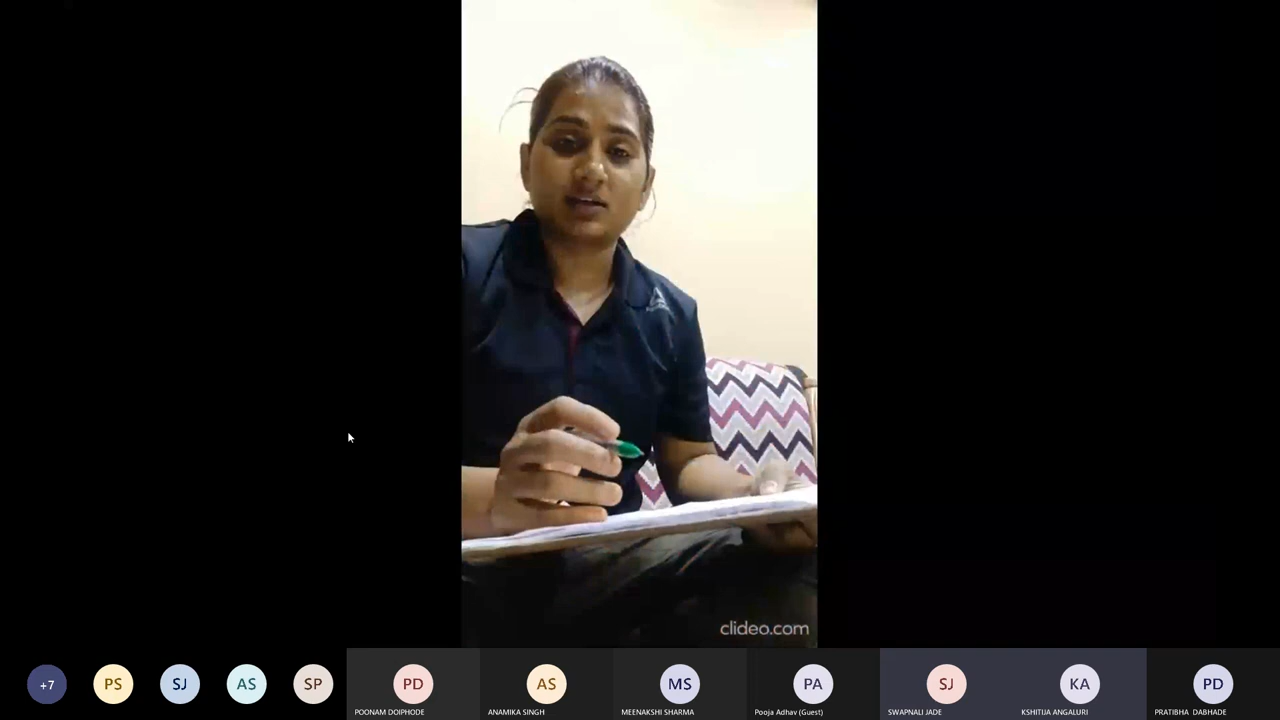 clideo.com
+7
PS
SJ
AS
SP
PD
AS
MS
PA
SJ
KA
PD
POONAM DOIPHODE
ANAMIKA SINGH
MEENAKSHI SHARMA
Pooja Adhav (Guest)
SWAPNALI JADE
KSHITIJA ANGALURI
PRATIBHA DABHADE